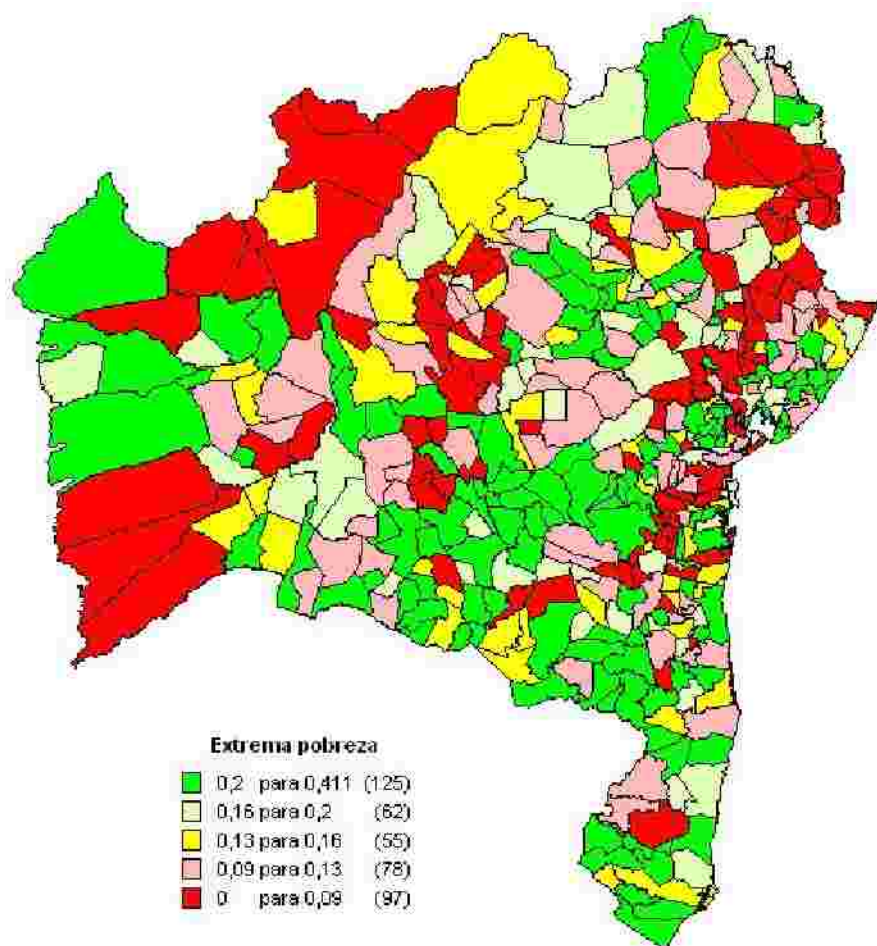 Extrema pobreza
0,2 para 0,411 (125)
0,16 para 0,2 (62)
0,13 para 0,16 (55)
0,09 para 0,13 (78)
0 para 0,09 (97)